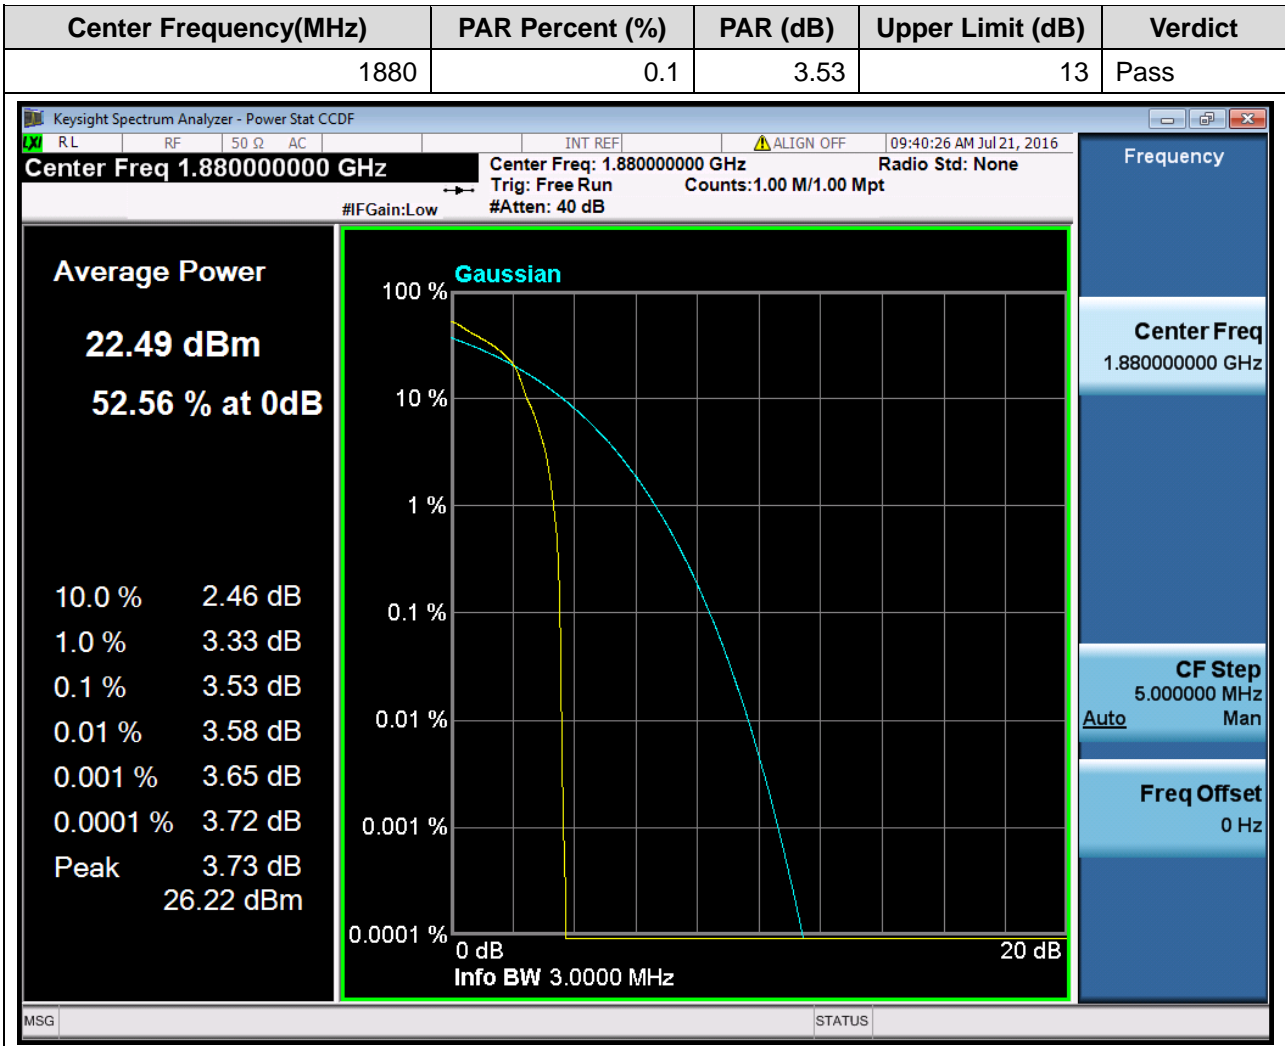 Center Frequency(MHz) PAR Percent (%) PAR (dB) Upper Limit (dB) Verdict
1880 0.1 3.53 13 Pass
Keysight Spectrum Analyzer - Power Stat CCDF
LXI RL RF 50 Ω AC INT REF ALIGN OFF 09:40:26 AM Jul 21, 2016
Center Freq 1.880000000 GHz
Center Freq: 1.880000000 GHz Radio Std: None
Trig: Free Run Counts:1.00 M/1.00 Mpt
#IFGain:Low #Atten: 40 dB
Average Power
22.49 dBm
52.56 % at 0dB
10.0 % 2.46 dB
1.0 % 3.33 dB
0.1 % 3.53 dB
0.01 % 3.58 dB
0.001 % 3.65 dB
0.0001 % 3.72 dB
Peak 3.73 dB
26.22 dBm
Gaussian
100 %
10 %
1 %
0.1 %
0.01 %
0.001 %
0.0001 %
0 dB 20 dB
Info BW 3.0000 MHz
Frequency
Center Freq
1.880000000 GHz
CF Step
5.000000 MHz
Auto Man
Freq Offset
0 Hz
MSG STATUS